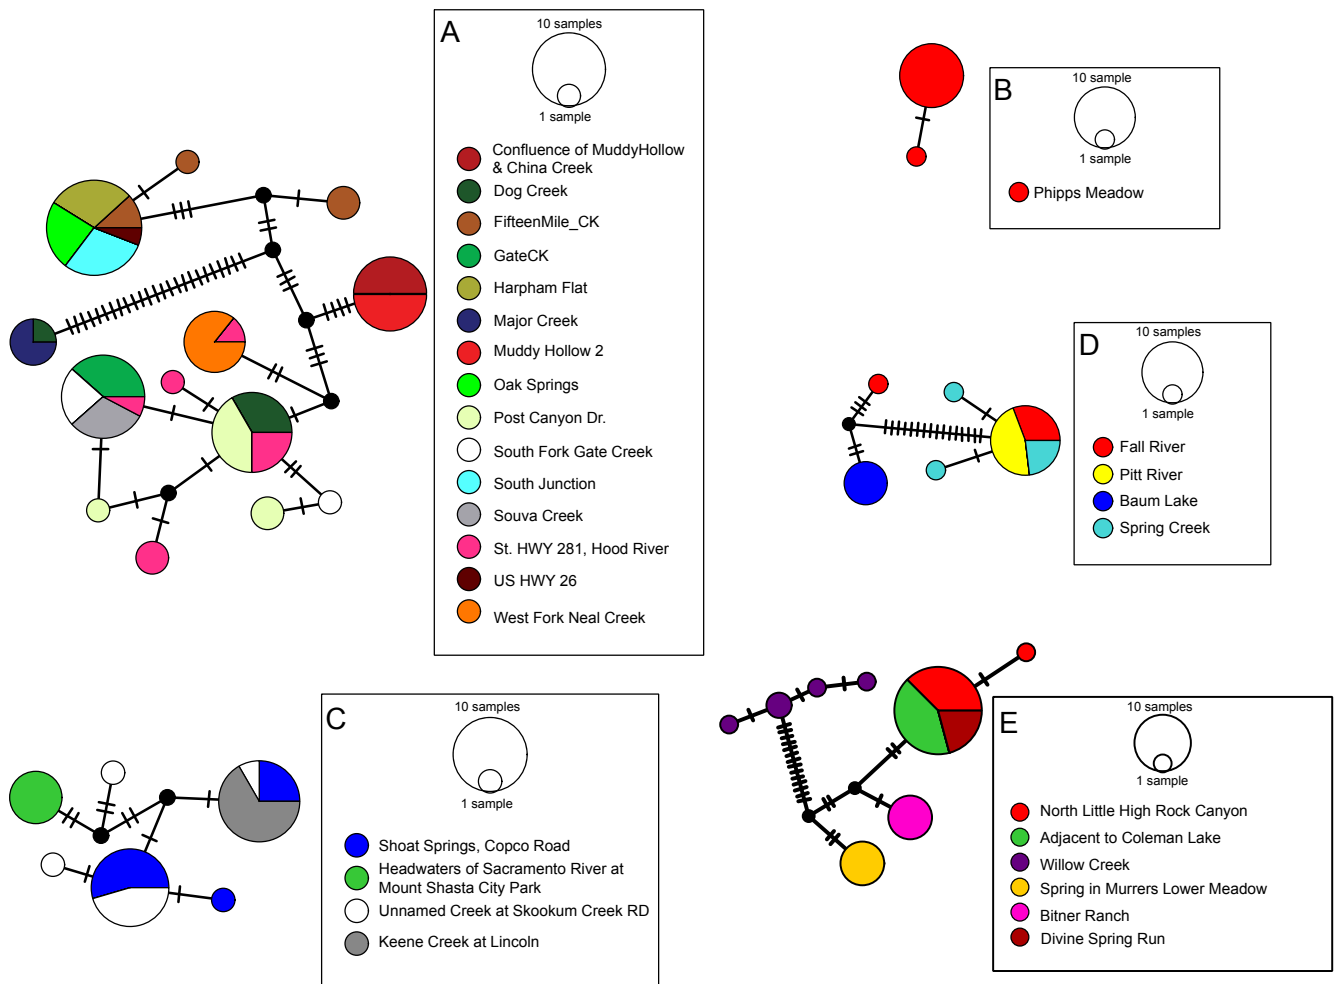 A
10 samples
1 sample
Confluence of MuddyHollow
& China Creek
Dog Creek
FifteenMile_CK
GateCK
Harpham Flat
Major Creek
Muddy Hollow 2
Oak Springs
Post Canyon Dr.
South Fork Gate Creek
South Junction
Souva Creek
St. HWY 281, Hood River
US HWY 26
West Fork Neal Creek
B
10 sample
1 sample
Phipps Meadow
D
10 samples
1 sample
Fall River
Pitt River
Baum Lake
Spring Creek
C
10 samples
1 sample
Shoat Springs, Copco Road
Headwaters of Sacramento River at
Mount Shasta City Park
Unnamed Creek at Skookum Creek RD
Keene Creek at Lincoln
E
10 samples
1 sample
North Little High Rock Canyon
Adjacent to Coleman Lake
Willow Creek
Spring in Murrers Lower Meadow
Bitner Ranch
Divine Spring Run